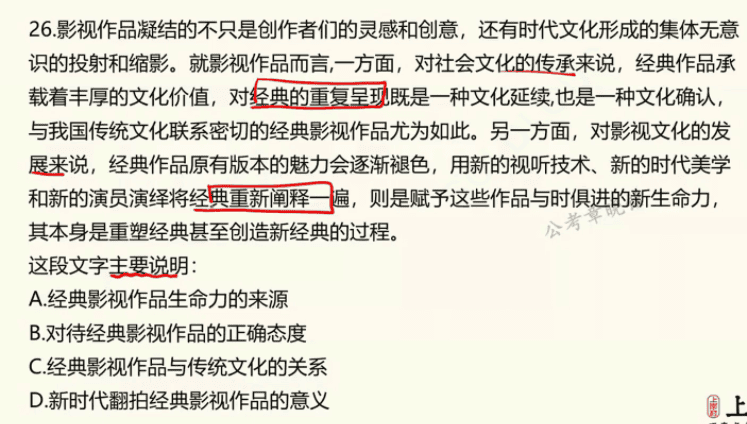 26.影视作品凝结的不只是创作者们的灵感和创意，还有时代文化形成的集体无意
识的投射和缩影。就影视作品而言,一方面，对社会文化的传承来说，经典作品承
载着丰厚的文化价值，对经典的重复呈现既是一种文化延续,也是一种文化确认，
与我国传统文化联系密切的经典影视作品尤为如此。另一方面，对影视文化的发
展来说，经典作品原有版本的魅力会逐渐褪色，用新的视听技术、新的时代美学
和新的演员演绎将经典重新阐释一遍，则是赋予这些作品与时俱进的新生命力，
其本身是重塑经典甚至创造新经典的过程。
公考章
这段文字主要说明：
A.经典影视作品生命力的来源
B.对待经典影视作品的正确态度
C.经典影视作品与传统文化的关系
D.新时代翻拍经典影视作品的意义
上